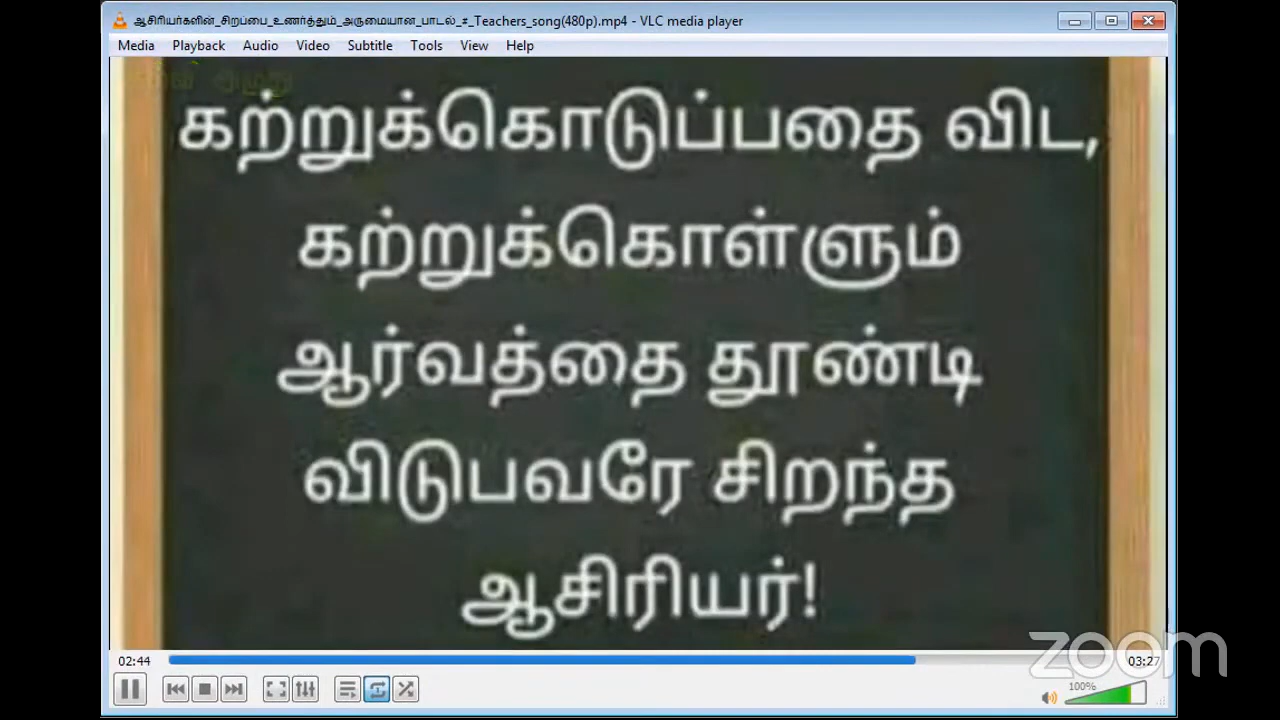 ஆசிரியர்களின்_சிறப்பை_உணர்த்தும்_அருமையான_பாடல்_#_Teachers_song(480p).mp4 - VLC media player
Media Playback Audio Video Subtitle Tools View Help
கற்றுக்கொடுப்பதை விட,
கற்றுக்கொள்ளும்
ஆர்வத்தை தூண்டி
விடுபவரே சிறந்த
ஆசிரியர்!
02:44 03:27
zoom
100%